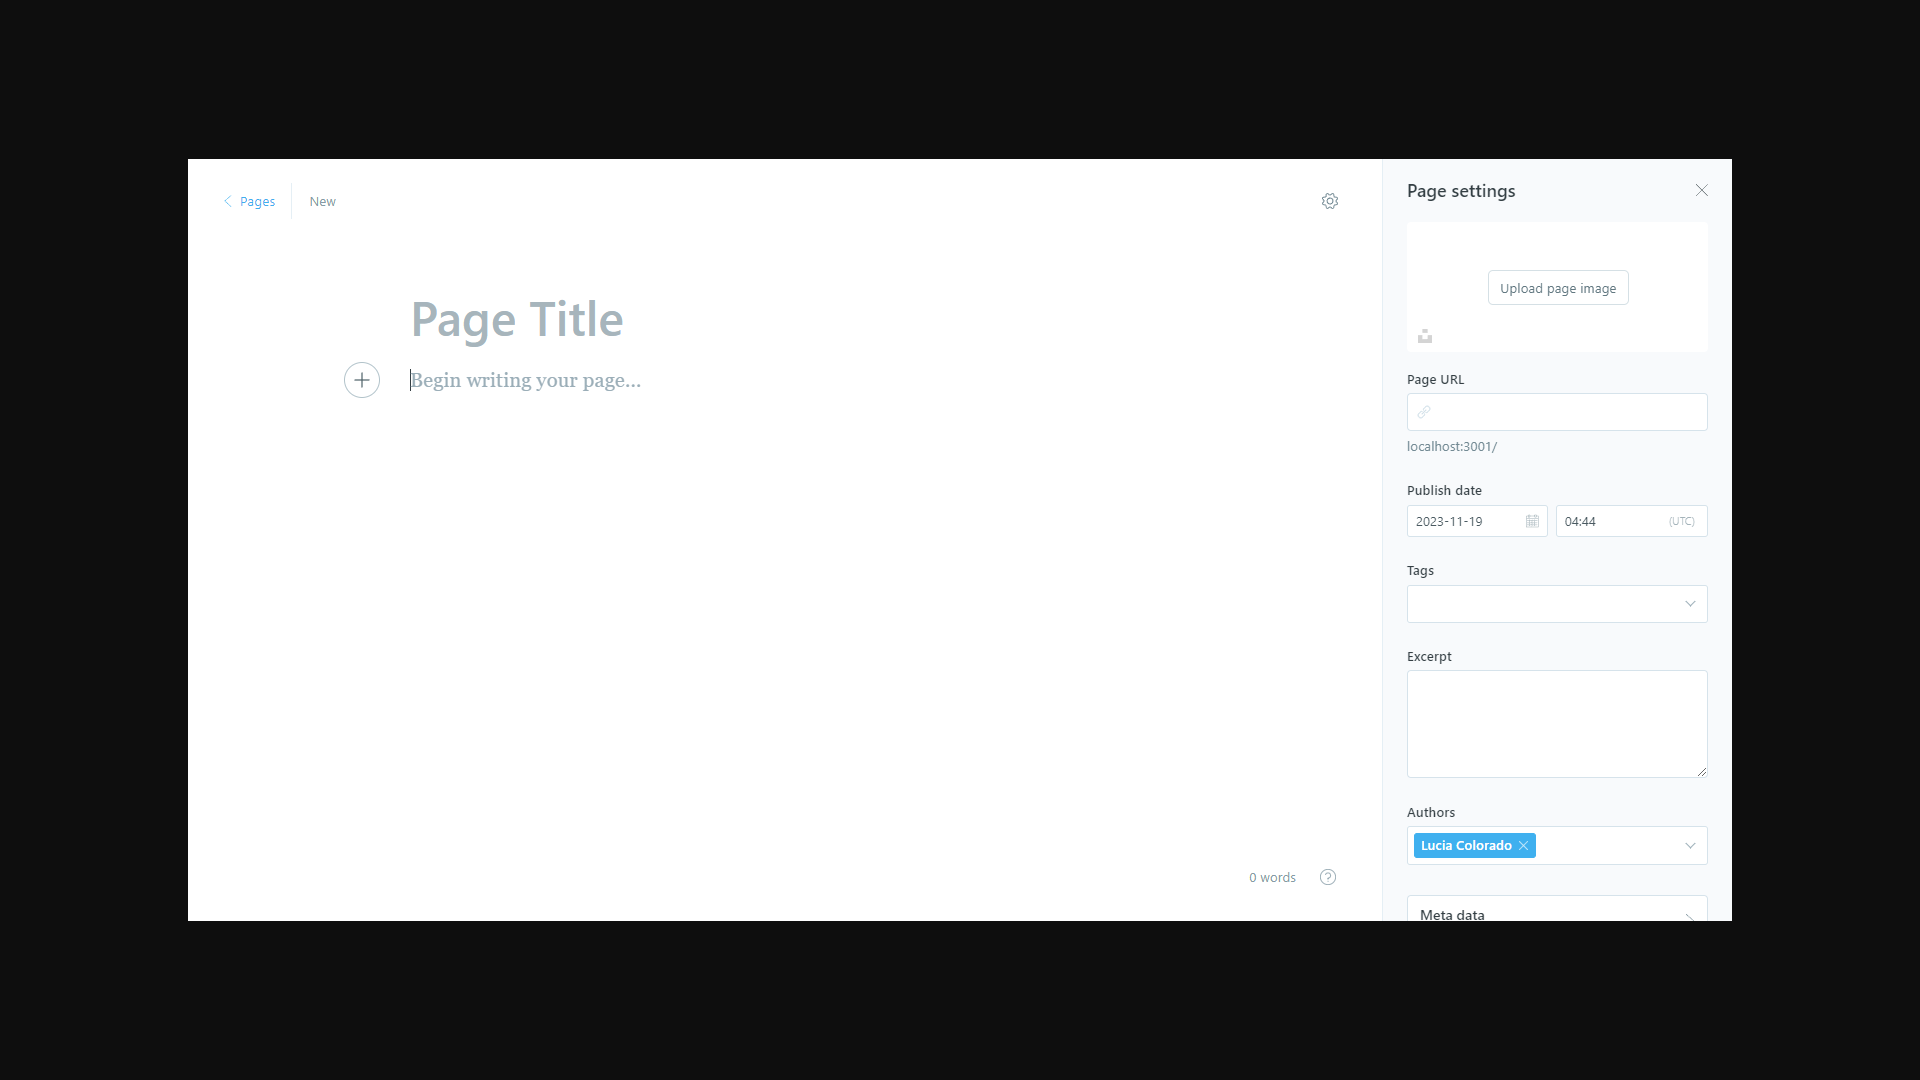 Pages
New
Page Title
Begin writing your page...
0 words
Page settings
Upload page image
Page URL
localhost:3001/
Publish date
2023-11-19
04:44
(UTC)
Tags
Excerpt
Authors
Lucia Colorado
Meta data